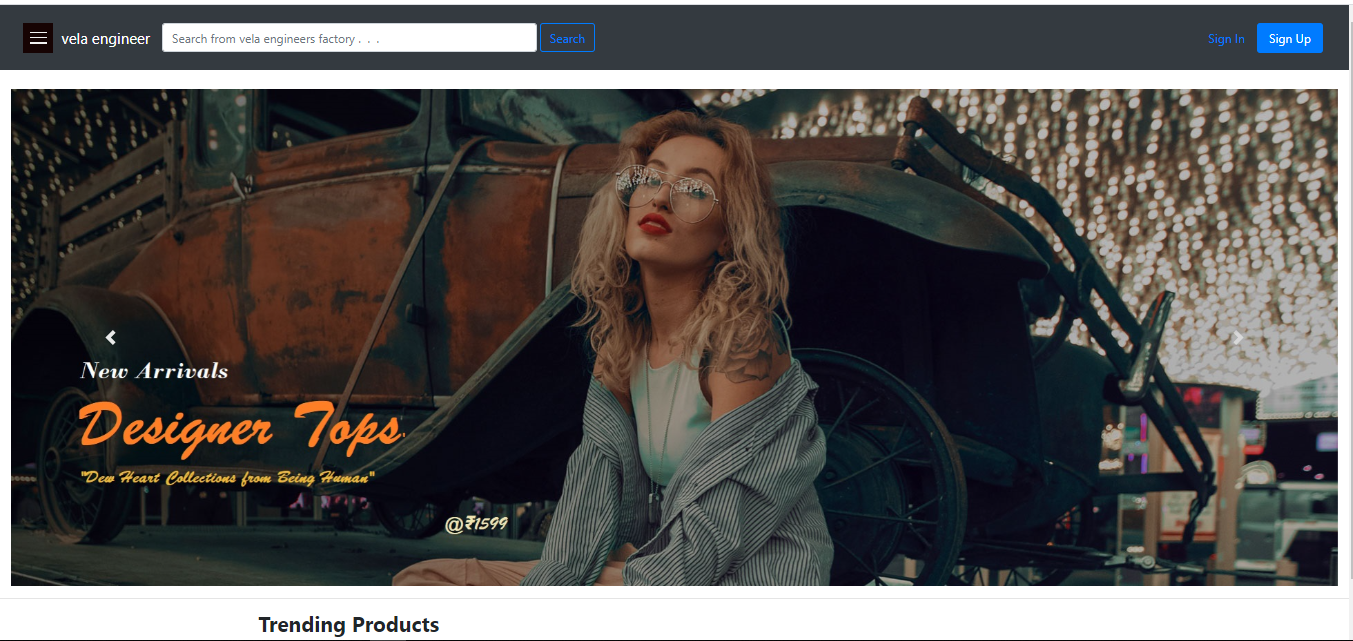 vela engineer
Search from vela engineers factory . . .
Search
Sign In
Sign Up
New Arrivals
Designer Tops
"Dew Heart Collections from Being Human"
@₹1599
Trending Products